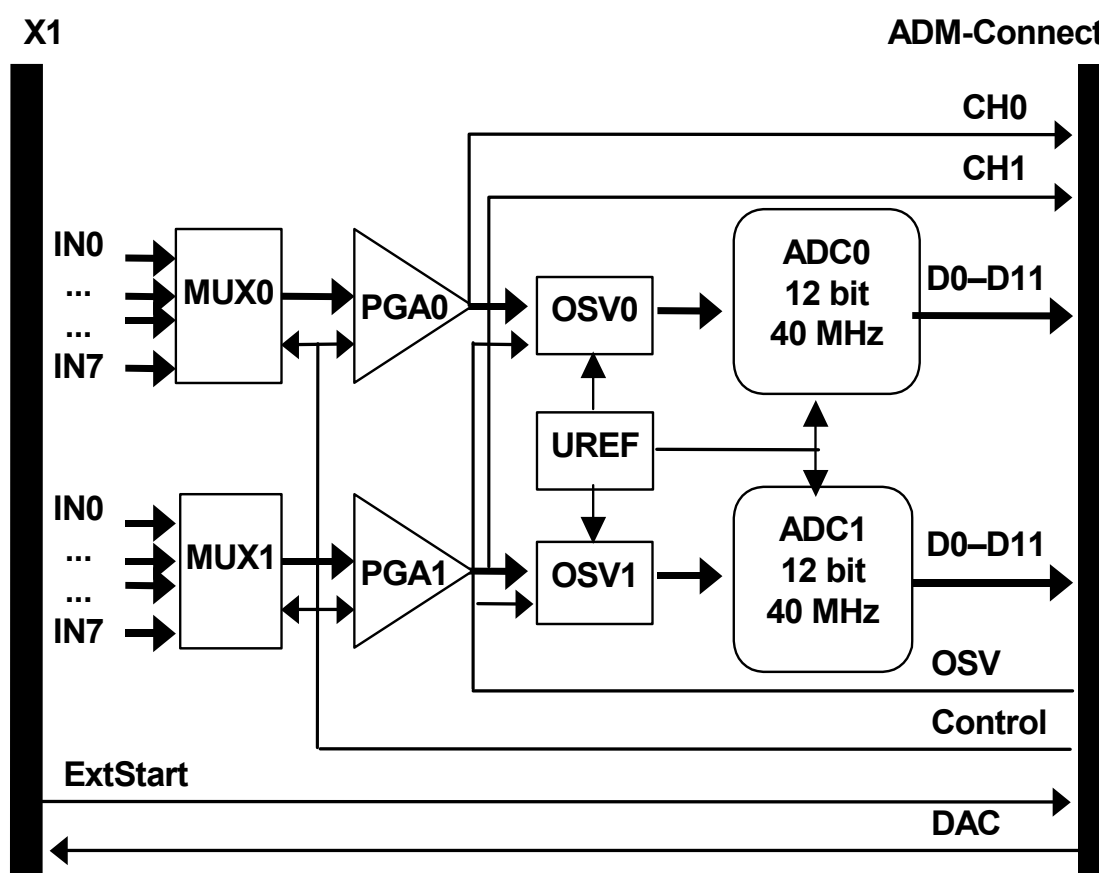 X1
ADM-Connect
CH0
CH1
IN0
...
...
IN7
MUX0
PGA0
OSV0
ADC0
12 bit
40 MHz
D0–D11
UREF
IN0
...
...
IN7
MUX1
PGA1
OSV1
ADC1
12 bit
40 MHz
D0–D11
OSV
Control
ExtStart
DAC